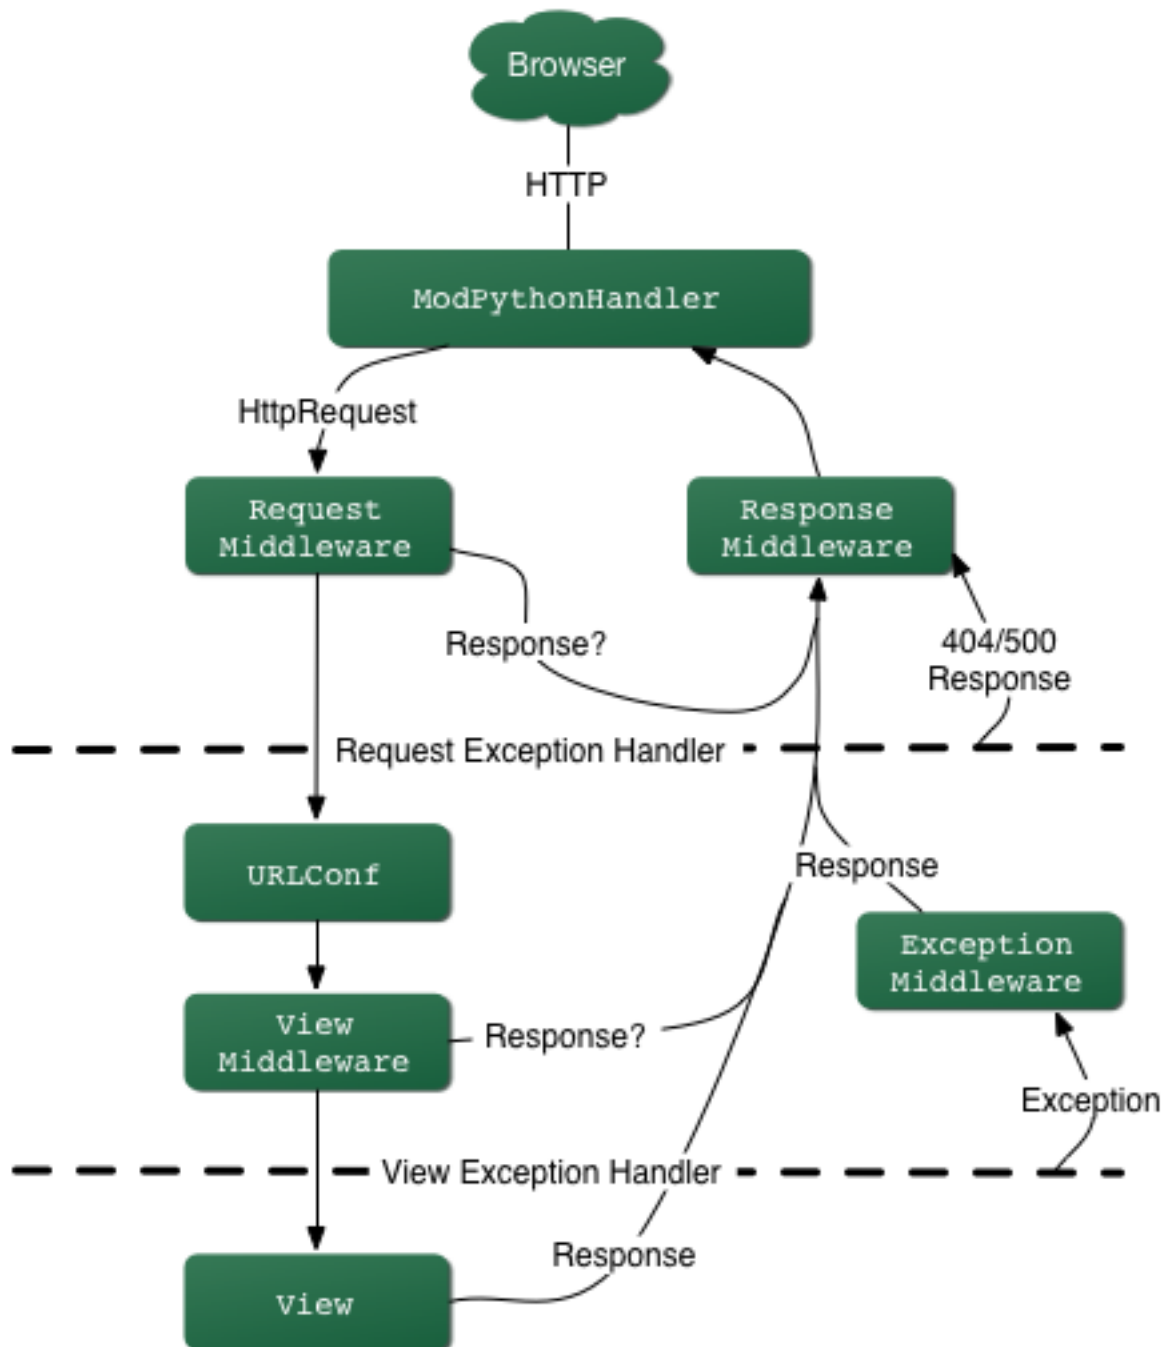 Browser
HTTP
ModPythonHandler
HttpRequest
Request
Middleware
Response
Middleware
Response?
404/500
Response
Request Exception Handler
URLConf
Response
Exception
Middleware
View
Middleware
Response?
Exception
View Exception Handler
Response
View